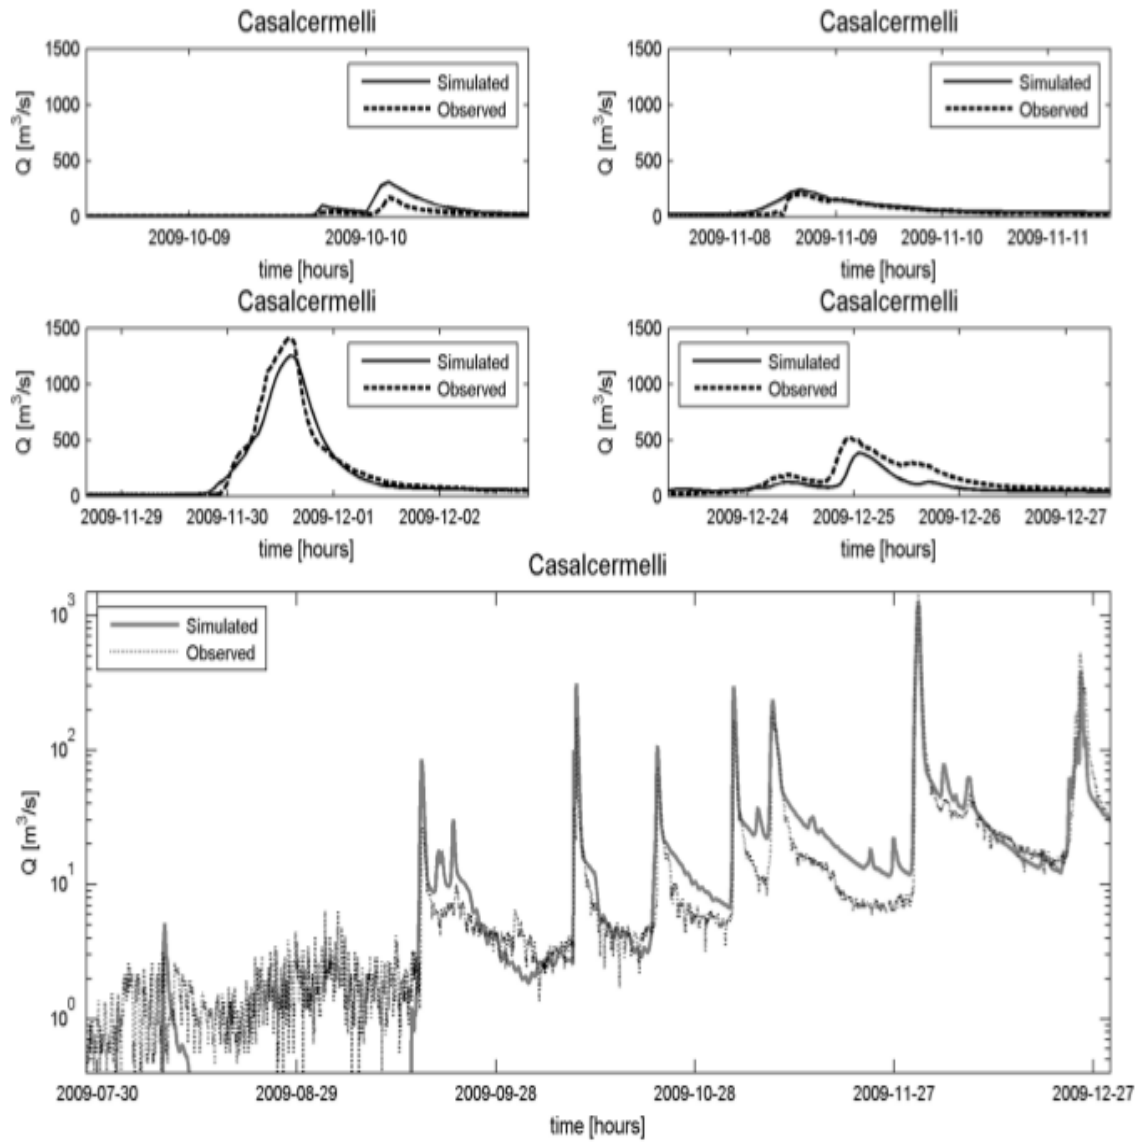 Casalcermelli
1500
1000
500
0
Q [m³/s]
Simulated
Observed
2009-10-09 2009-10-10
time [hours]
Casalcermelli
1500
1000
500
0
Q [m³/s]
Simulated
Observed
2009-11-08 2009-11-09 2009-11-10 2009-11-11
time [hours]
Casalcermelli
1500
1000
500
0
Q [m³/s]
Simulated
Observed
2009-11-29 2009-11-30 2009-12-01 2009-12-02
time [hours]
Casalcermelli
1500
1000
500
0
Q [m³/s]
Simulated
Observed
2009-12-24 2009-12-25 2009-12-26 2009-12-27
time [hours]
Casalcermelli
10³
10²
10¹
10⁰
Q [m³/s]
Simulated
Observed
2009-07-30 2009-08-29 2009-09-28 2009-10-28 2009-11-27 2009-12-27
time [hours]